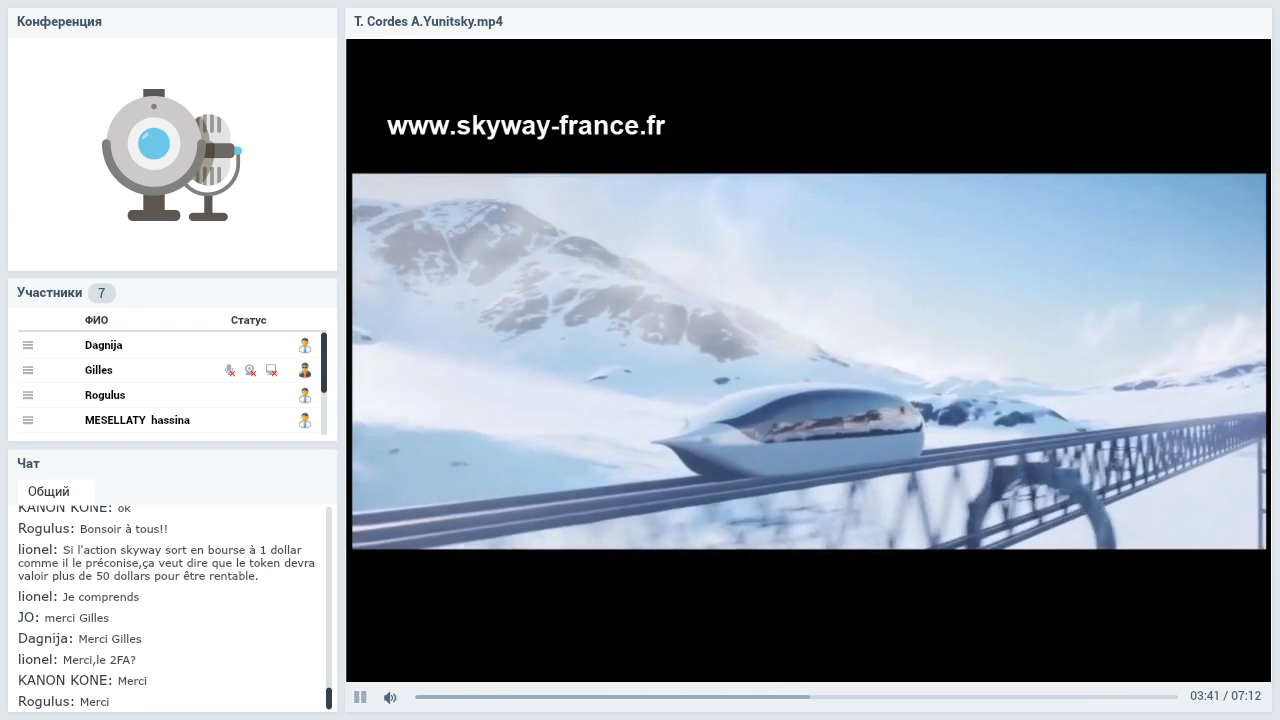 Конференция
T. Cordes A.Yunitsky.mp4
www.skyway-france.fr
Участники 7
ФИО Статус
Dagnija
Gilles
Rogulus
MESELLATY hassina
Чат
Общий
KANON KONE: ok
Rogulus: Bonsoir à tous!!
lionel: Si l'action skyway sort en bourse à 1 dollar
comme il le préconise,ça veut dire que le token devra
valoir plus de 50 dollars pour être rentable.
lionel: Je comprends
JO: merci Gilles
Dagnija: Merci Gilles
lionel: Merci,le 2FA?
KANON KONE: Merci
Rogulus: Merci
03:41 / 07:12